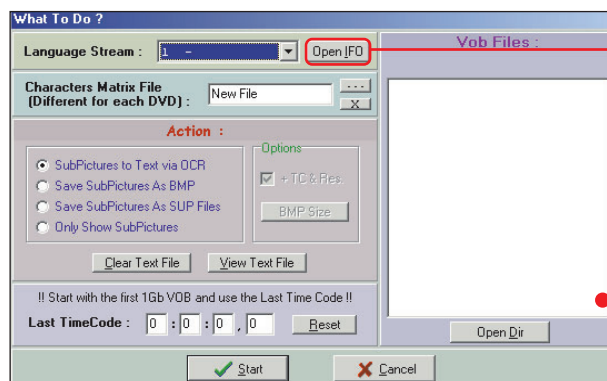 What To Do ?
Language Stream : 1 - Open IFO
Characters Matrix File
(Different for each DVD) : New File ...
X
Action :
SubPictures to Text via OCR
Save SubPictures As BMP
Save SubPictures As SUP Files
Only Show SubPictures
Options
+ TC & Res.
BMP Size
Clear Text File View Text File
!! Start with the first 1Gb VOB and use the Last Time Code !!
Last TimeCode : 0 : 0 : 0 , 0 Reset
Vob Files :
Open Dir
Start Cancel